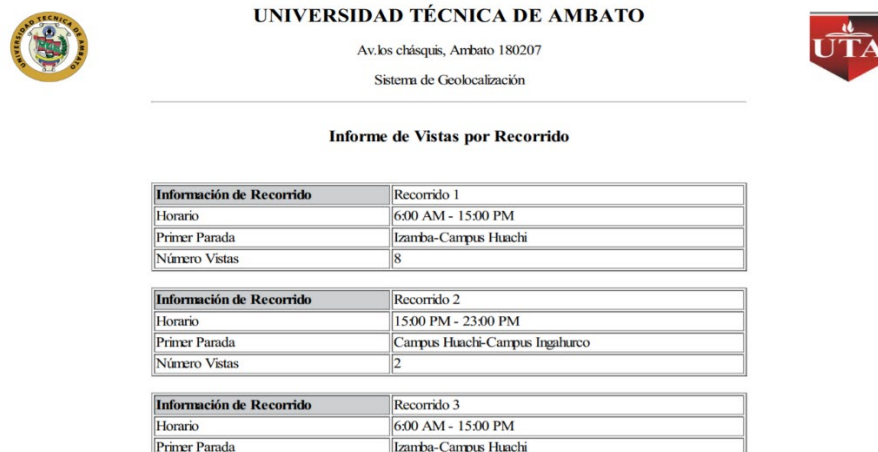 UNIVERSIDAD TÉCNICA DE AMBATO
Av.los chásquis, Ambato 180207
Sistema de Geolocalización
UTA
Informe de Vistas por Recorrido
Información de Recorrido Recorrido 1
Horario 6:00 AM - 15:00 PM
Primer Parada Izamba-Campus Huachi
Número Vistas 8
Información de Recorrido Recorrido 2
Horario 15:00 PM - 23:00 PM
Primer Parada Campus Huachi-Campus Ingahurco
Número Vistas 2
Información de Recorrido Recorrido 3
Horario 6:00 AM - 15:00 PM
Primer Parada Izamba-Campus Huachi